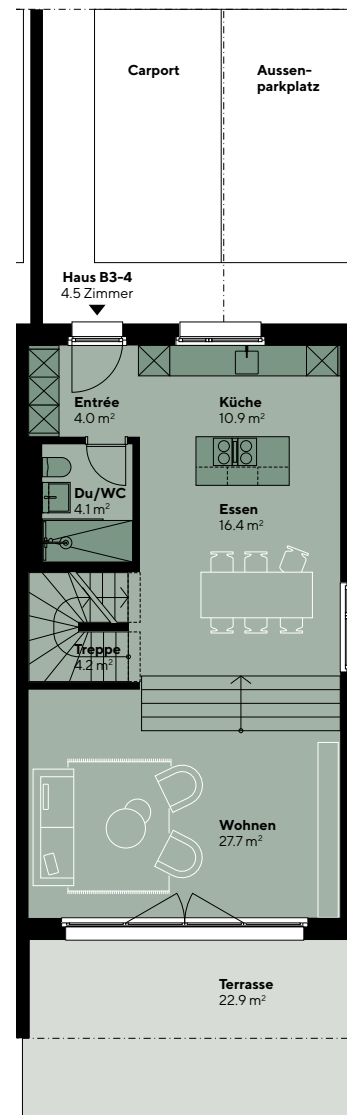 Carport
Aussen-
parkplatz
Haus B3-4
4.5 Zimmer
Entrée
4.0 m²
Küche
10.9 m²
Du/WC
4.1 m²
Essen
16.4 m²
Treppe
4.2 m²
Wohnen
27.7 m²
Terrasse
22.9 m²